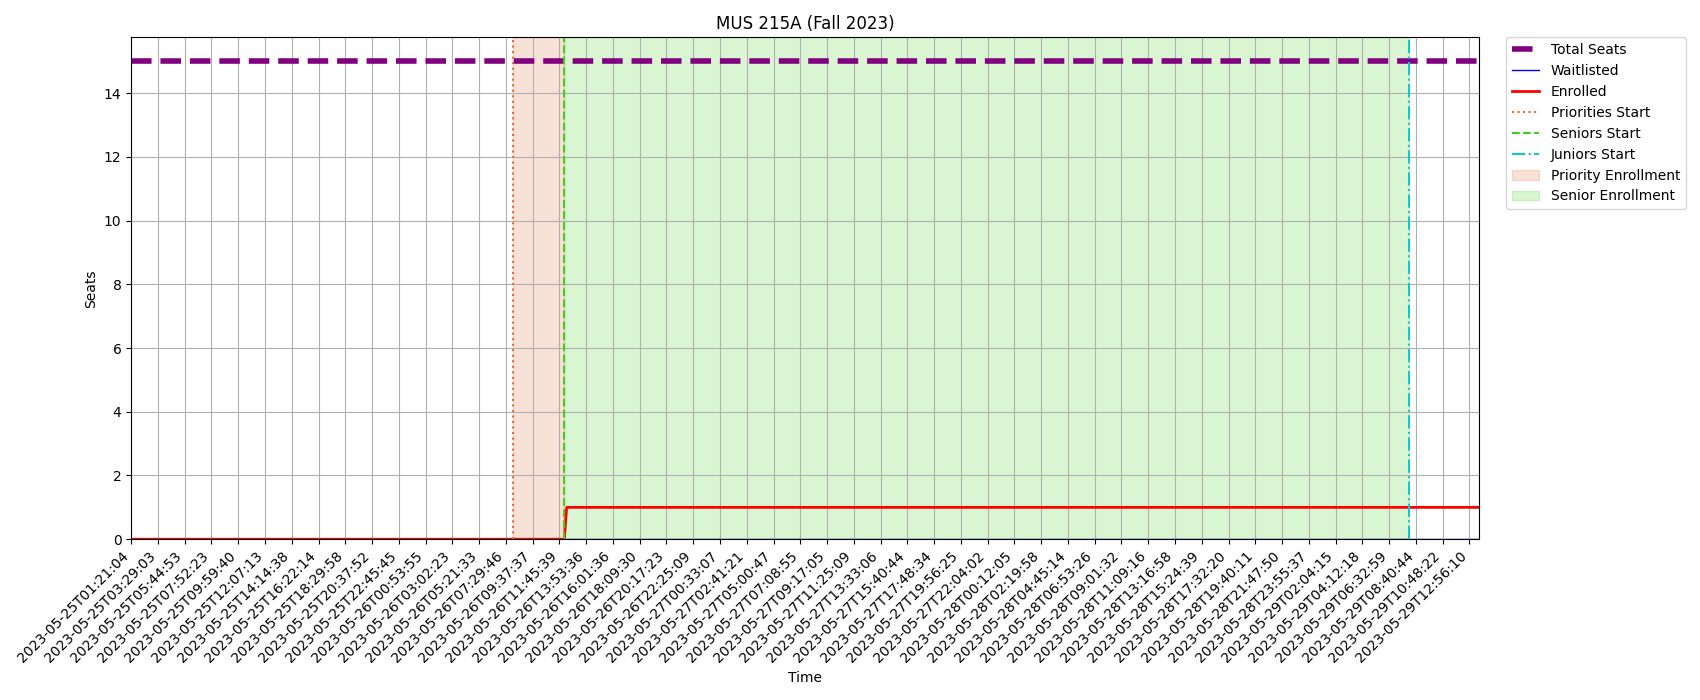 MUS 215A (Fall 2023)
Total Seats
Waitlisted
Enrolled
Priorities Start
Seniors Start
Juniors Start
Priority Enrollment
Senior Enrollment
Seats
14
12
10
8
6
4
2
0
2023-05-25T01:21:04
2023-05-25T03:29:03
2023-05-25T05:44:53
2023-05-25T07:52:23
2023-05-25T09:59:40
2023-05-25T12:07:13
2023-05-25T14:14:38
2023-05-25T16:22:14
2023-05-25T18:29:58
2023-05-25T20:37:52
2023-05-25T22:45:45
2023-05-26T00:53:55
2023-05-26T03:02:23
2023-05-26T05:21:33
2023-05-26T07:29:46
2023-05-26T09:37:37
2023-05-26T11:45:39
2023-05-26T13:53:36
2023-05-26T16:01:36
2023-05-26T18:09:30
2023-05-26T20:17:23
2023-05-26T22:25:09
2023-05-27T00:33:07
2023-05-27T02:41:21
2023-05-27T05:00:47
2023-05-27T07:08:55
2023-05-27T09:17:05
2023-05-27T11:25:09
2023-05-27T13:33:06
2023-05-27T15:40:44
2023-05-27T17:48:34
2023-05-27T19:56:25
2023-05-27T22:04:02
2023-05-28T00:12:05
2023-05-28T02:19:58
2023-05-28T04:45:14
2023-05-28T06:53:26
2023-05-28T09:01:32
2023-05-28T11:09:16
2023-05-28T13:16:58
2023-05-28T15:24:39
2023-05-28T17:32:20
2023-05-28T19:40:11
2023-05-28T21:47:50
2023-05-28T23:55:37
2023-05-29T02:04:15
2023-05-29T04:12:18
2023-05-29T06:32:59
2023-05-29T08:40:44
2023-05-29T10:48:22
2023-05-29T12:56:10
Time